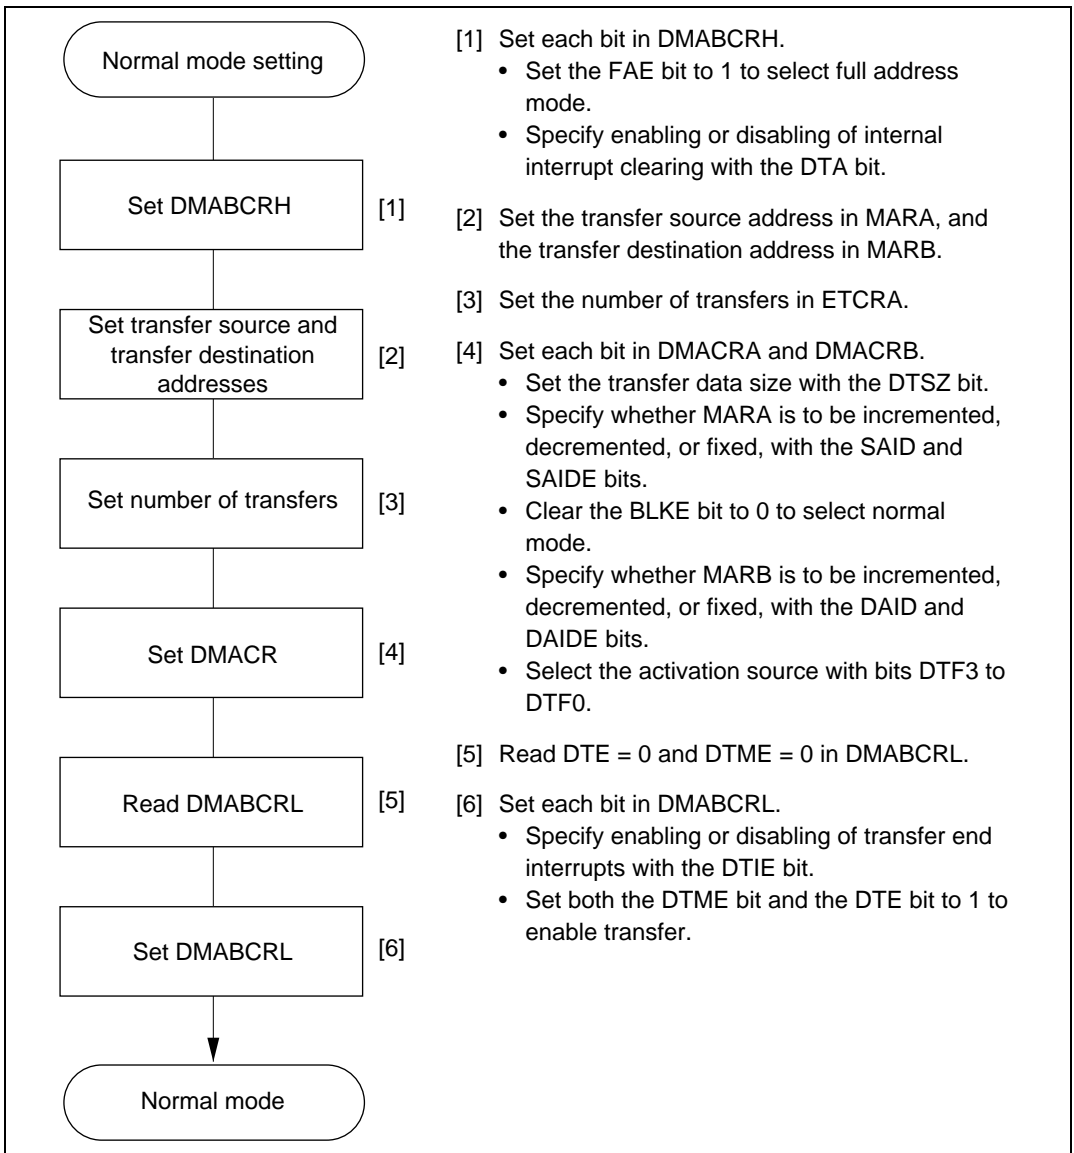 Normal mode setting
Set DMABCRH
[1]
Set transfer source and
transfer destination
addresses
[2]
Set number of transfers
[3]
Set DMACR
[4]
Read DMABCRL
[5]
Set DMABCRL
[6]
Normal mode
[1] Set each bit in DMABCRH.
• Set the FAE bit to 1 to select full address
mode.
• Specify enabling or disabling of internal
interrupt clearing with the DTA bit.
[2] Set the transfer source address in MARA, and
the transfer destination address in MARB.
[3] Set the number of transfers in ETCRA.
[4] Set each bit in DMACRA and DMACRB.
• Set the transfer data size with the DTSZ bit.
• Specify whether MARA is to be incremented,
decremented, or fixed, with the SAID and
SAIDE bits.
• Clear the BLKE bit to 0 to select normal
mode.
• Specify whether MARB is to be incremented,
decremented, or fixed, with the DAID and
DAIDE bits.
• Select the activation source with bits DTF3 to
DTF0.
[5] Read DTE = 0 and DTME = 0 in DMABCRL.
[6] Set each bit in DMABCRL.
• Specify enabling or disabling of transfer end
interrupts with the DTIE bit.
• Set both the DTME bit and the DTE bit to 1 to
enable transfer.